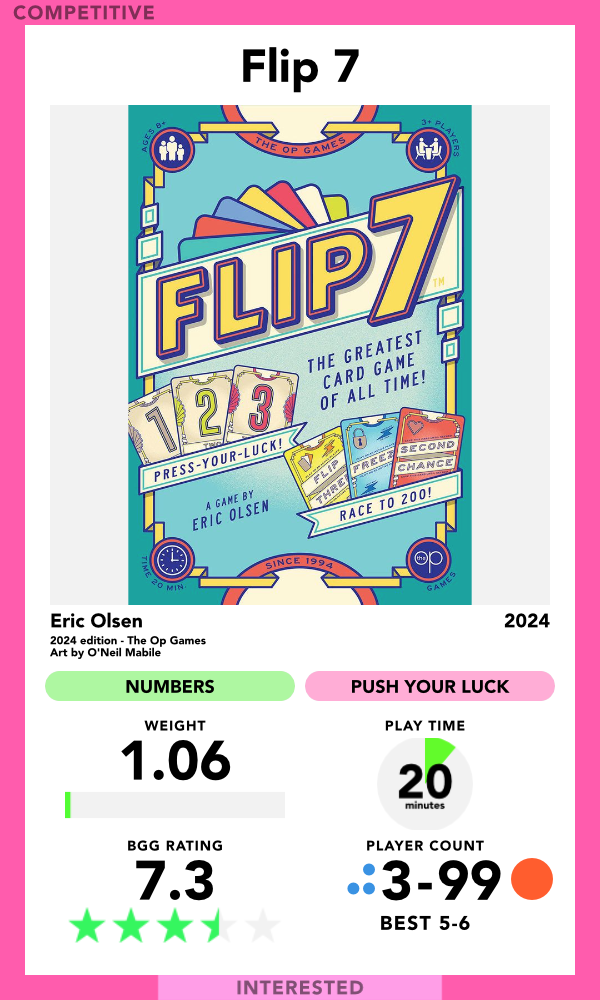 COMPETITIVE
Flip 7
AGES 8+
3+ PLAYERS
THE OP GAMES
FLIP 7
TM
THE GREATEST
CARD GAME
OF ALL TIME!
1 2 3
TWO
PRESS-YOUR-LUCK!
FLIP
THREE
FREEZE
SECOND
CHANCE
RACE TO 200!
A GAME BY
ERIC OLSEN
TIME 20 MIN.
SINCE 1994
the op
GAMES
Eric Olsen
2024
2024 edition - The Op Games
Art by O'Neil Mabile
NUMBERS
PUSH YOUR LUCK
WEIGHT
1.06
PLAY TIME
20
minutes
BGG RATING
7.3
PLAYER COUNT
3-99
BEST 5-6
INTERESTED